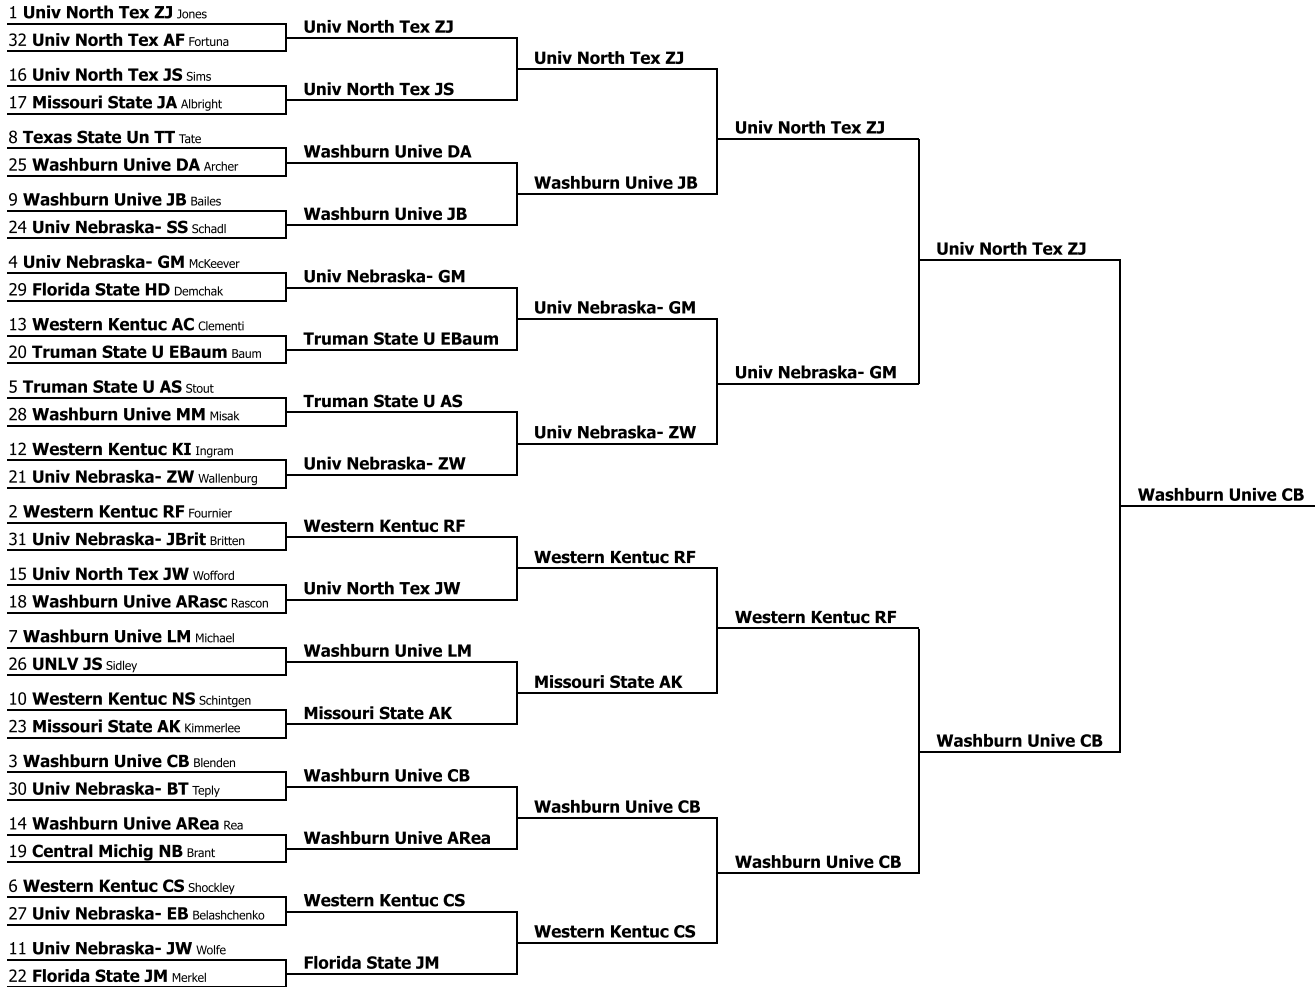 1 Univ North Tex ZJ Jones
32 Univ North Tex AF Fortuna
16 Univ North Tex JS Sims
17 Missouri State JA Albright
8 Texas State Un TT Tate
25 Washburn Unive DA Archer
9 Washburn Unive JB Bailes
24 Univ Nebraska- SS Schadl
4 Univ Nebraska- GM McKeever
29 Florida State HD Demchak
13 Western Kentuc AC Clementi
20 Truman State U EBaum Baum
5 Truman State U AS Stout
28 Washburn Unive MM Misak
12 Western Kentuc KI Ingram
21 Univ Nebraska- ZW Wallenburg
2 Western Kentuc RF Fournier
31 Univ Nebraska- JBrit Britten
15 Univ North Tex JW Wofford
18 Washburn Unive ARasc Rascon
7 Washburn Unive LM Michael
26 UNLV JS Sidley
10 Western Kentuc NS Schintgen
23 Missouri State AK Kimmerlee
3 Washburn Unive CB Blenden
30 Univ Nebraska- BT Teply
14 Washburn Unive ARea Rea
19 Central Michig NB Brant
6 Western Kentuc CS Shockley
27 Univ Nebraska- EB Belashchenko
11 Univ Nebraska- JW Wolfe
22 Florida State JM Merkel
Univ North Tex ZJ
Univ North Tex JS
Washburn Unive DA
Washburn Unive JB
Univ Nebraska- GM
Truman State U EBaum
Truman State U AS
Univ Nebraska- ZW
Western Kentuc RF
Univ North Tex JW
Washburn Unive LM
Missouri State AK
Washburn Unive CB
Washburn Unive ARea
Western Kentuc CS
Florida State JM
Univ North Tex ZJ
Washburn Unive JB
Univ Nebraska- GM
Univ Nebraska- ZW
Western Kentuc RF
Missouri State AK
Washburn Unive CB
Western Kentuc CS
Univ North Tex ZJ
Univ Nebraska- GM
Western Kentuc RF
Washburn Unive CB
Univ North Tex ZJ
Washburn Unive CB
Washburn Unive CB